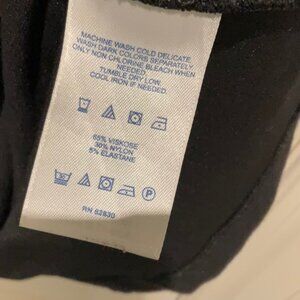 MACHINE WASH COLD DELICATE.
WASH DARK COLORS SEPARATELY
ONLY NON CHLORINE BLEACH WHEN
NEEDED.
TUMBLE DRY LOW.
COOL IRON IF NEEDED.
65% VISKOSE
30% NYLON
5% ELASTANE
P
RN 52830